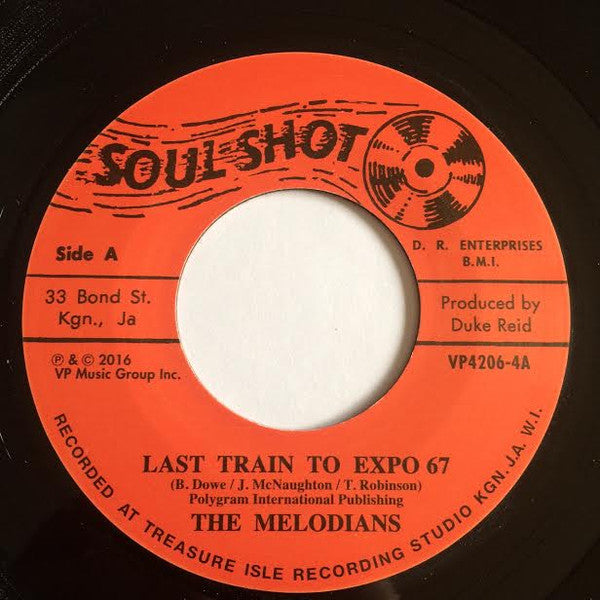 SOUL SHOT
D. R. ENTERPRISES
B.M.I.
Side A
33 Bond St.
Kgn., Ja
Produced by
Duke Reid
℗ & © 2016
VP Music Group Inc.
VP4206-4A
LAST TRAIN TO EXPO 67
(B. Dowe / J. McNaughton / T. Robinson)
Polygram International Publishing
THE MELODIANS
RECORDED AT TREASURE ISLE RECORDING STUDIO KGN. J.A. W.I.